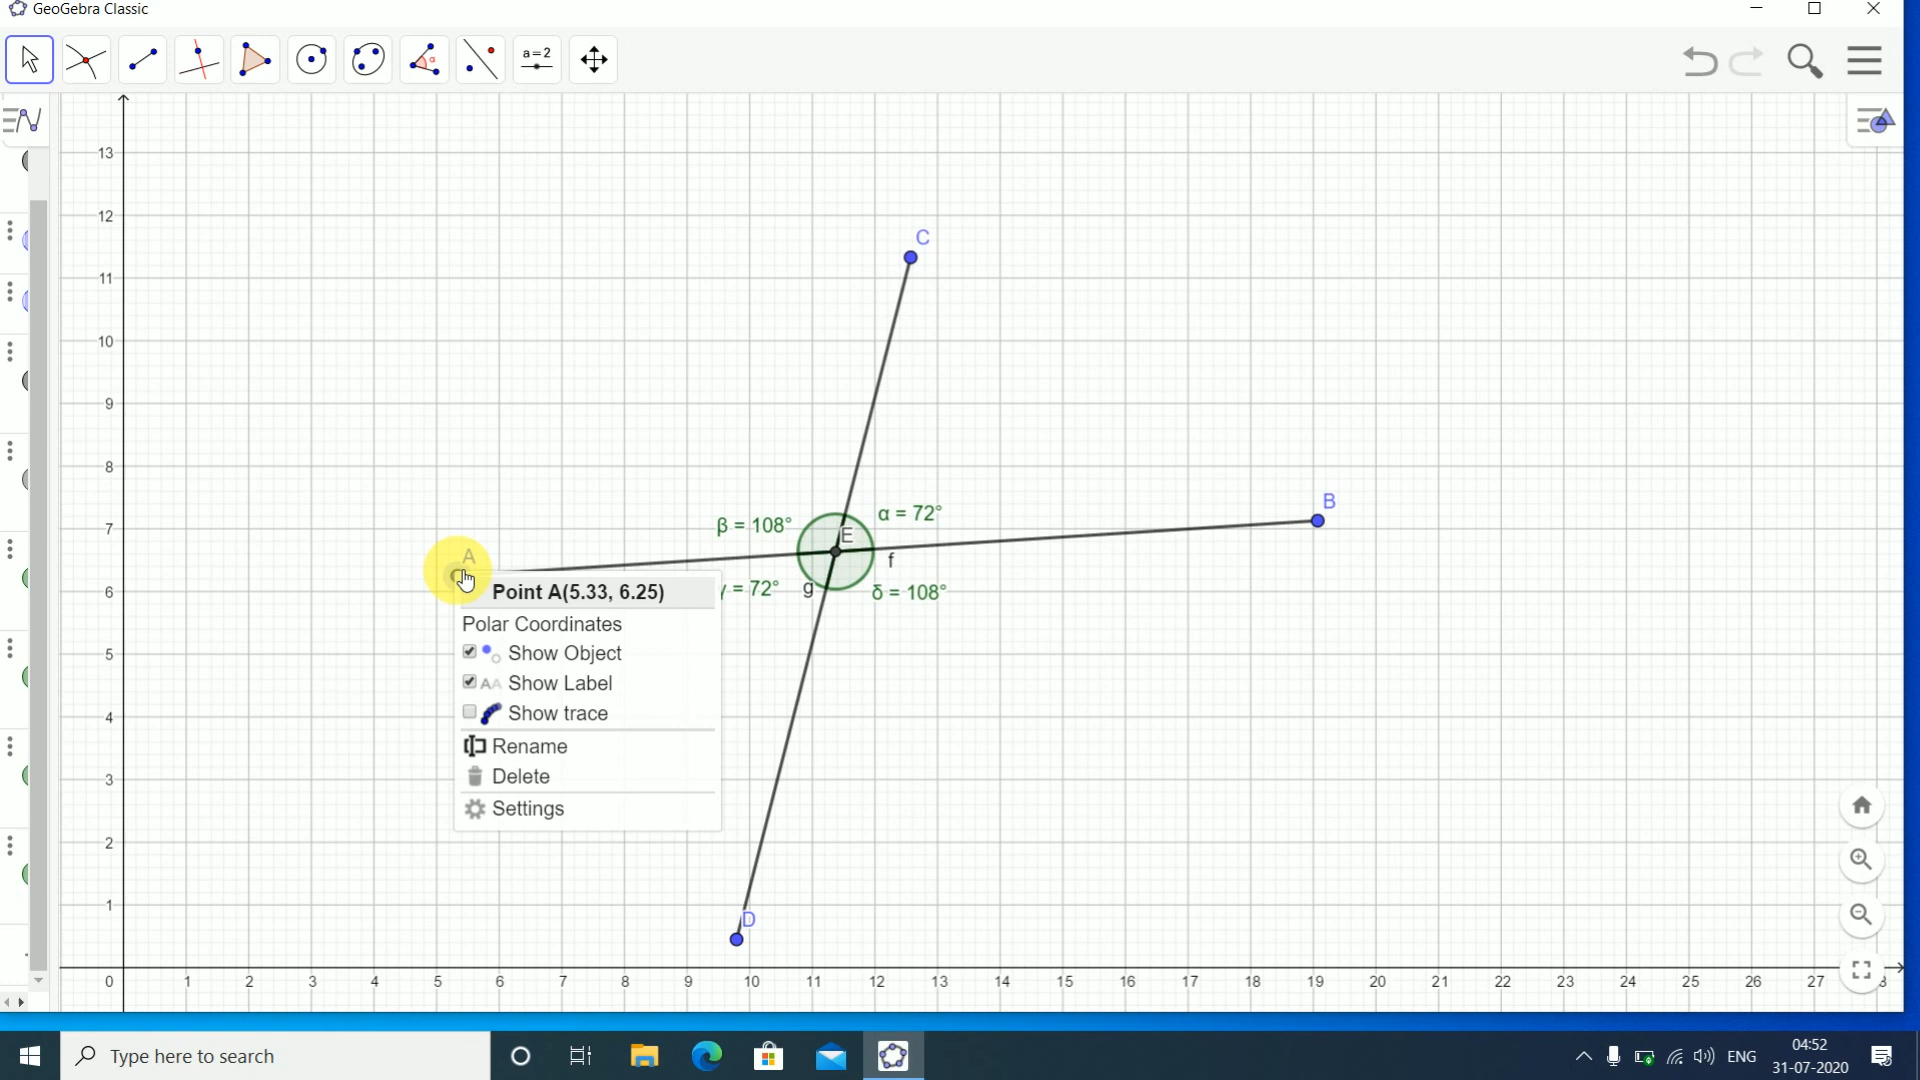 GeoGebra Classic
a=2
13
12
11
10
9
8
7
6
5
4
3
2
1
0 1 2 3 4 5 6 7 8 9 10 11 12 13 14 15 16 17 18 19 20 21 22 23 24 25 26 27
C
B
A
E
D
f
g
β = 108°
α = 72°
γ = 72°
δ = 108°
Point A(5.33, 6.25)
Polar Coordinates
Show Object
AA Show Label
Show trace
Rename
Delete
Settings
Type here to search
ENG
04:52
31-07-2020